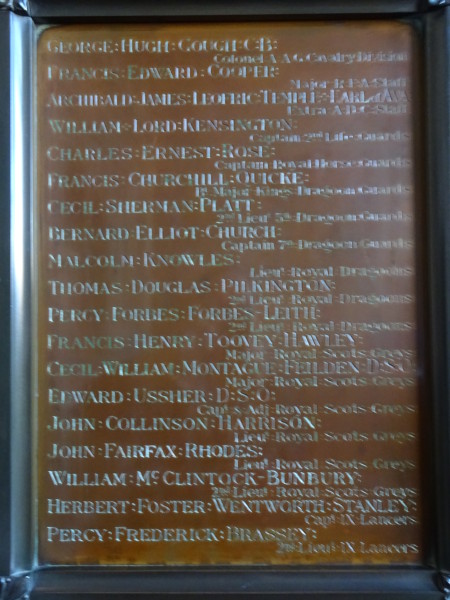 GEORGE:HUGH:GOUGH:C·B:
Colonel A.A.G. Cavalry Division
FRANCIS:EDWARD:COOPER:
Major R.F.A. Staff
ARCHIBALD:JAMES:LEOFRIC:TEMPLE:EARL of AVA
Extra A.D.C. Staff
WILLIAM:LORD:KENSINGTON:
Captain 2nd Life Guards
CHARLES:ERNEST:ROSE:
Captain Royal Horse Guards
FRANCIS:CHURCHILL:QUICKE:
Bt Major Kings Dragoon Guards
CECIL:SHERMAN:PLATT:
2nd Lieut 5th Dragoon Guards
BERNARD:ELLIOT:CHURCH:
Captain 7th Dragoon Guards
MALCOLM:KNOWLES:
Lieut Royal Dragoons
THOMAS:DOUGLAS:PILKINGTON:
2nd Lieut Royal Dragoons
PERCY:FORBES:FORBES-LEITH:
2nd Lieut Royal Dragoons
FRANCIS:HENRY:TOOVEY:HAWLEY:
Major Royal Scots Greys
CECIL:WILLIAM:MONTAGUE:FEILDEN:D:S:O:
Major Royal Scots Greys
EDWARD:USSHER:D:S:O:
Capt & Adj Royal Scots Greys
JOHN:COLLINSON:HARRISON:
Lieut Royal Scots Greys
JOHN:FAIRFAX:RHODES:
Lieut Royal Scots Greys
WILLIAM:Mc CLINTOCK-BUNBURY:
2nd Lieut Royal Scots Greys
HERBERT:FOSTER:WENTWORTH:STANLEY:
Capt IX Lancers
PERCY:FREDERICK:BRASSEY:
2nd Lieut IX Lancers